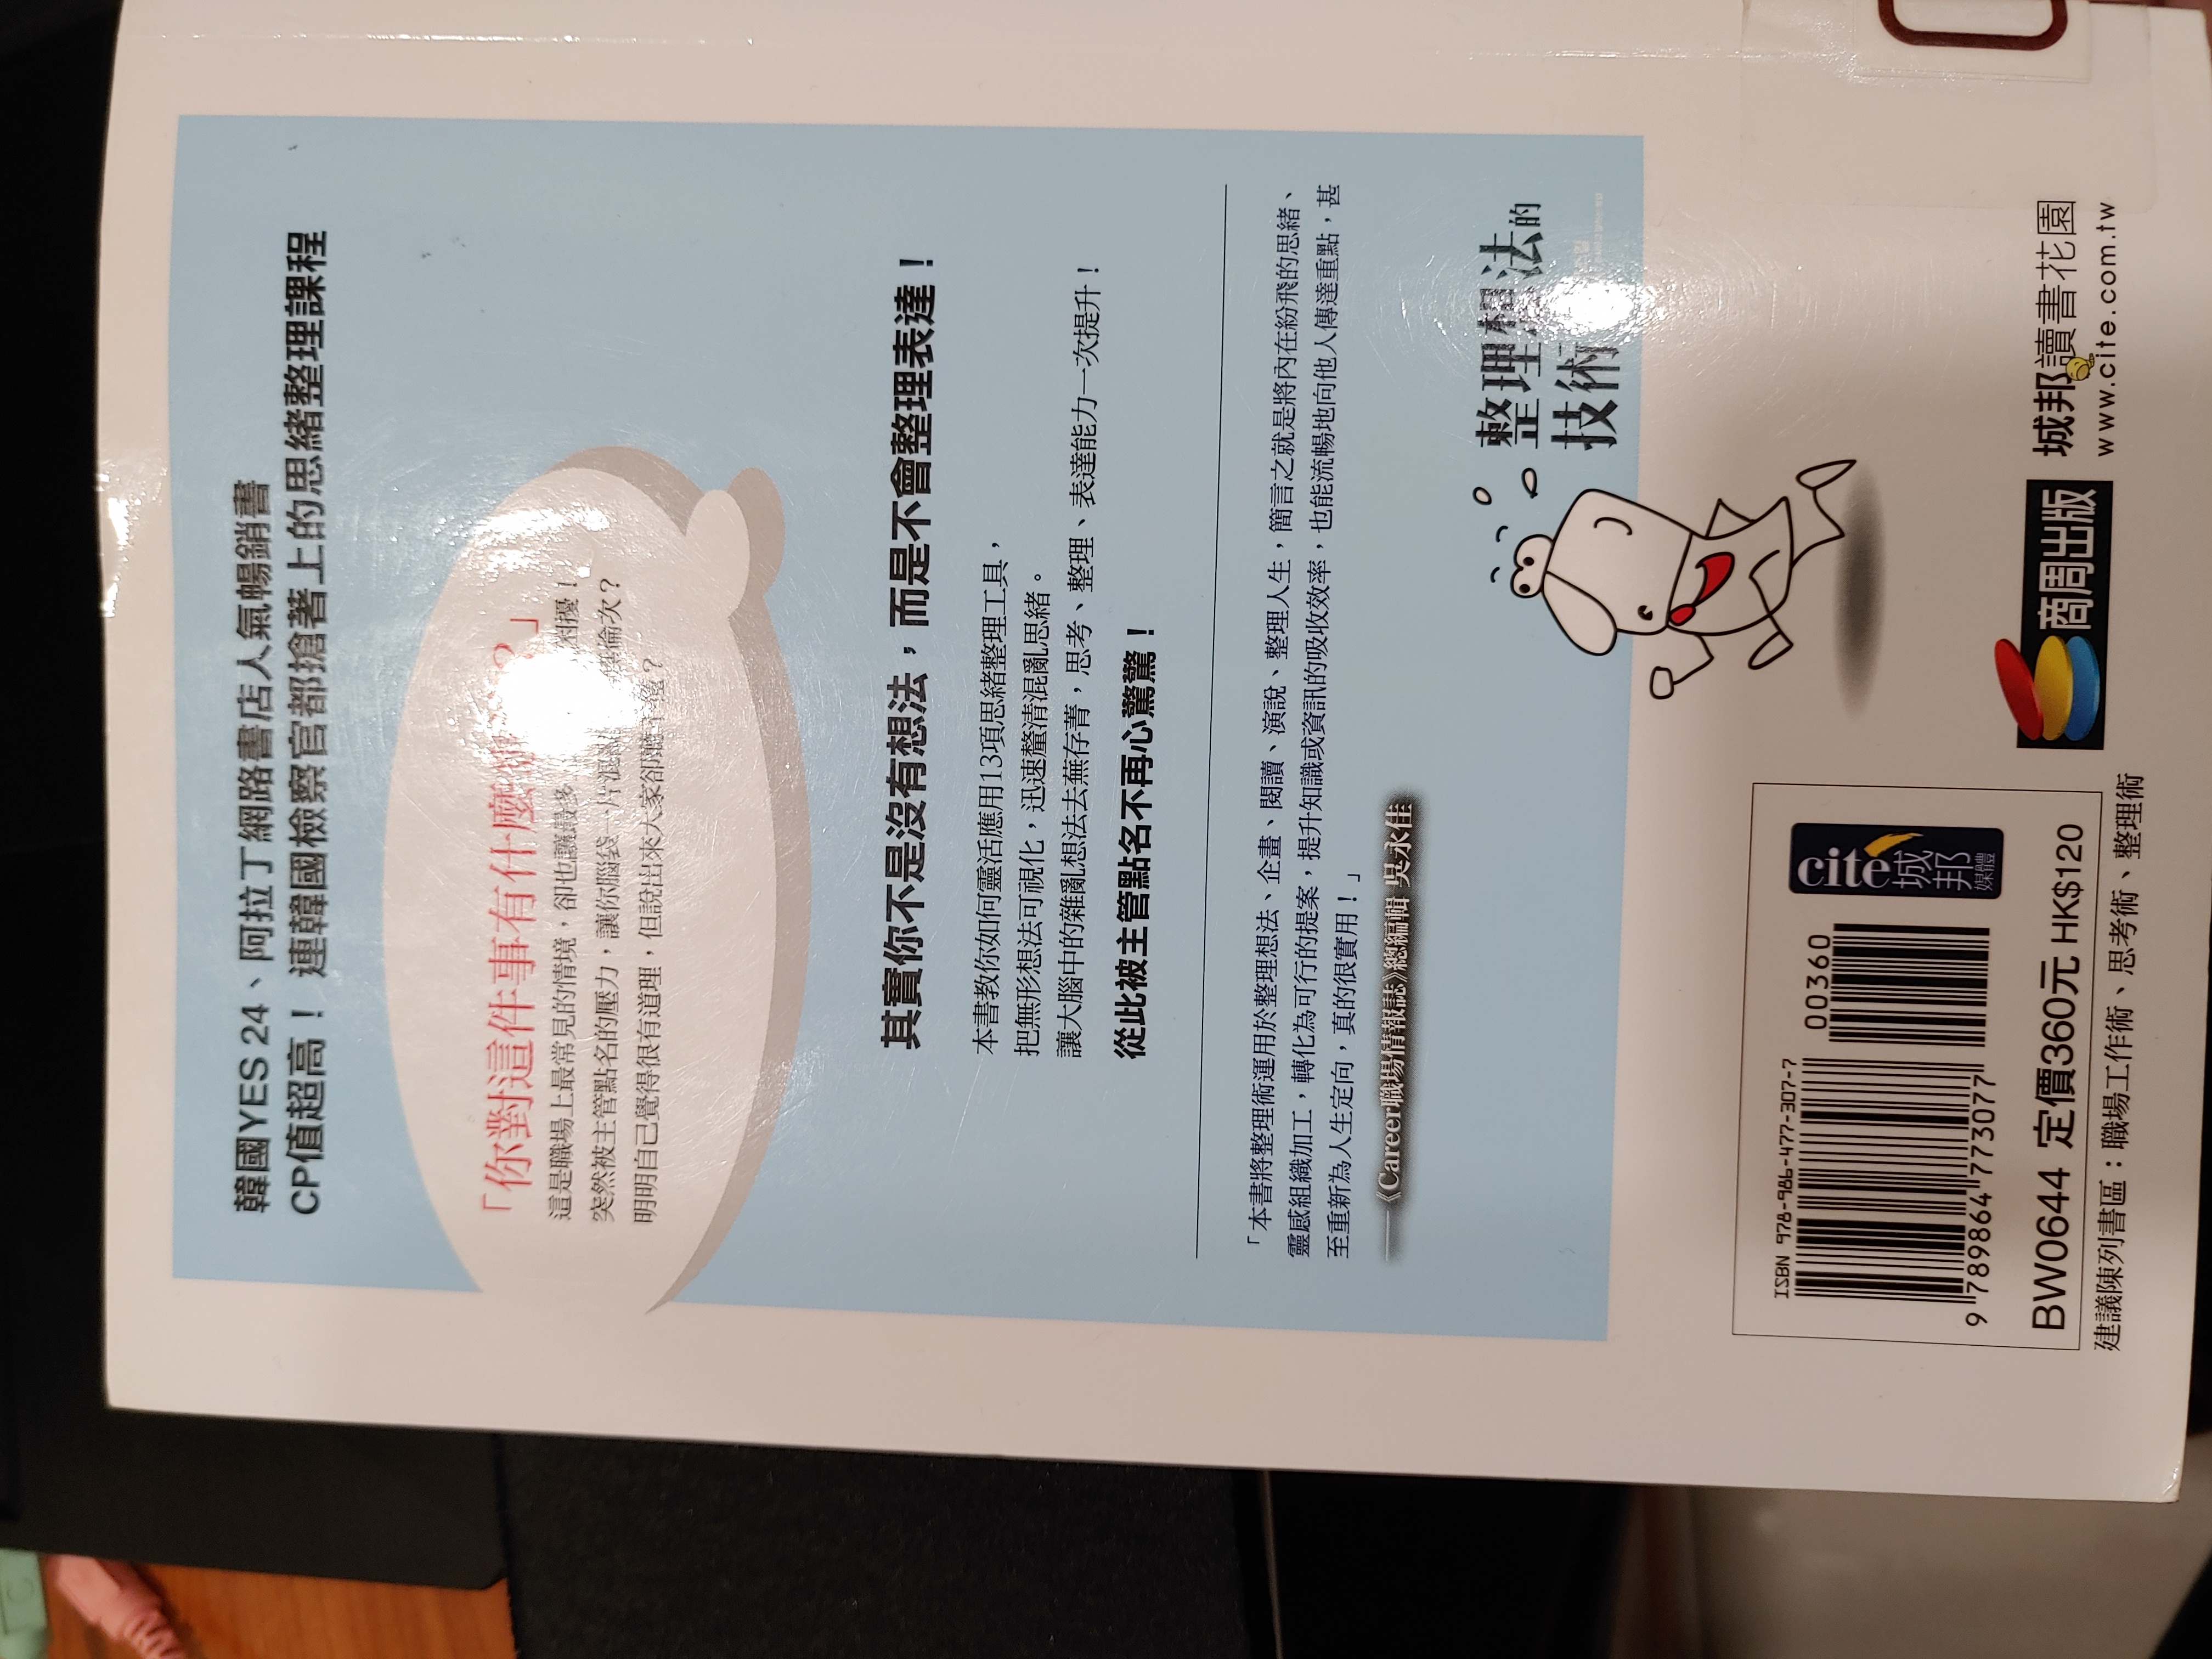 韓國YES 24、阿拉丁網路書店人氣暢銷書
CP值超高！ 連韓國檢察官都搶著上的思緒整理課程
「你對這件事有什麼 ？」
這是職場上最常見的情境，卻也讓最多 困擾！
突然被主管點名的壓力，讓你腦袋一片混亂 無倫次？
明明自己覺得很有道理，但說出來大家卻聽不懂？
其實你不是沒有想法，而是不會整理表達！
本書教你如何靈活應用13項思緒整理工具，
把無形想法可視化，迅速釐清混亂思緒。
讓大腦中的雜亂想法去蕪存菁，思考、整理、表達能力一次提升！
從此被主管點名不再心驚驚！
「本書將整理術運用於整理想法、企畫、閱讀、演說、整理人生，簡言之就是將內在紛飛的思緒、
靈感組織加工，轉化為可行的提案，提升知識或資訊的吸收效率，也能流暢地向他人傳達重點，甚
至重新為人生定向，真的很實用！」
——《Career職場情報誌》總編輯 吳永佳
整理想法的
技術
ISBN 978-986-477-307-7
00360
9 789864 773077
cité城邦媒體
BW0644 定價360元 HK$120
建議陳列書區：職場工作術、思考術、整理術
商周出版
城邦讀書花園
www.cite.com.tw